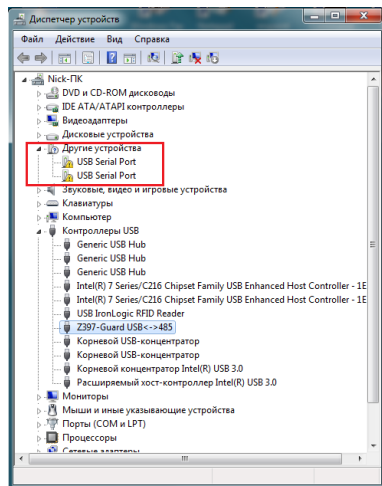 Диспетчер устройств
Файл Действие Вид Справка
Nick-ПК
DVD и CD-ROM дисководы
IDE ATA/ATAPI контроллеры
Видеоадаптеры
Дисковые устройства
Другие устройства
USB Serial Port
USB Serial Port
Звуковые, видео и игровые устройства
Клавиатуры
Компьютер
Контроллеры USB
Generic USB Hub
Generic USB Hub
Generic USB Hub
Intel(R) 7 Series/C216 Chipset Family USB Enhanced Host Controller - 1E
Intel(R) 7 Series/C216 Chipset Family USB Enhanced Host Controller - 1E
USB IronLogic RFID Reader
Z397-Guard USB<->485
Корневой USB-концентратор
Корневой USB-концентратор
Корневой концентратор Intel(R) USB 3.0
Расширяемый хост-контроллер Intel(R) USB 3.0
Мониторы
Мыши и иные указывающие устройства
Порты (COM и LPT)
Процессоры
Сетевые адаптеры